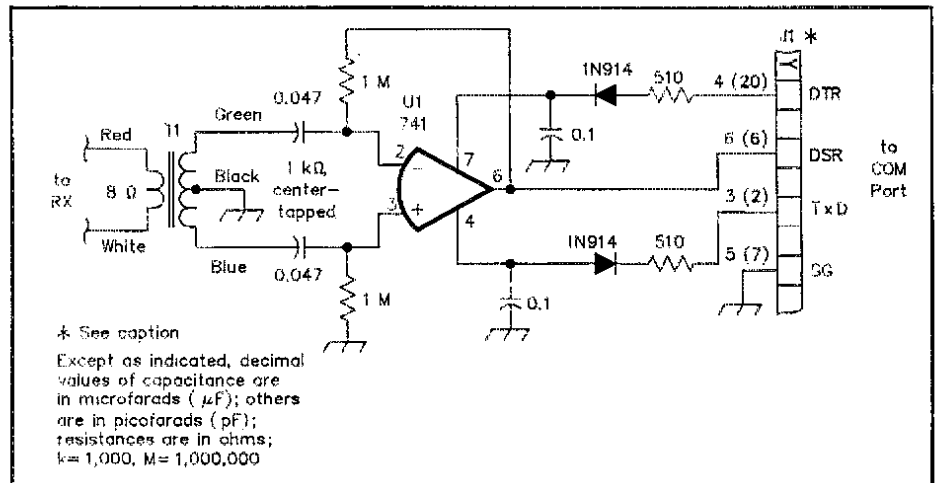 J1 *
1N914
510
4 (20)
DTR
1 M
U1
741
0.047
Green
0.1
6 (6)
DSR
to
COM
Port
Red
T1
2
7
6
to
RX
8 Ω
Black
1 kΩ,
center-
tapped
−
+
3
4
3 (2)
TxD
White
Blue
0.047
1N914
510
5 (7)
SG
1 M
0.1
* See caption
Except as indicated, decimal
values of capacitance are
in microfarads ( μF); others
are in picofarads ( pF);
resistances are in ohms;
k=1,000, M=1,000,000